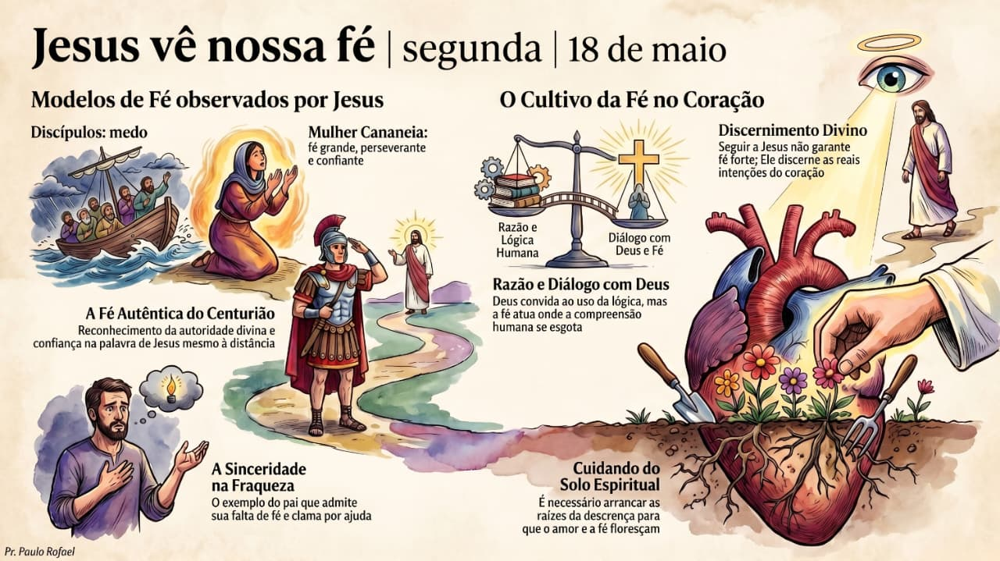 Jesus vê nossa fé | segunda | 18 de maio
Modelos de Fé observados por Jesus
Discípulos: medo
Mulher Cananeia:
fé grande, perseverante
e confiante
A Fé Autêntica do Centurião
Reconhecimento da autoridade divina e
confiança na palavra de Jesus mesmo à distância
A Sinceridade
na Fraqueza
O exemplo do pai que admite
sua falta de fé e clama por ajuda
O Cultivo da Fé no Coração
Razão e
Lógica
Humana
Diálogo com
Deus e Fé
Razão e Diálogo com Deus
Deus convida ao uso da lógica, mas
a fé atua onde a compreensão
humana se esgota
Discernimento Divino
Seguir a Jesus não garante
fé forte; Ele discerne as reais
intenções do coração
Cuidando do
Solo Espiritual
É necessário arrancar as
raízes da descrença para
que o amor e a fé floresçam
Pr. Paulo Rofael